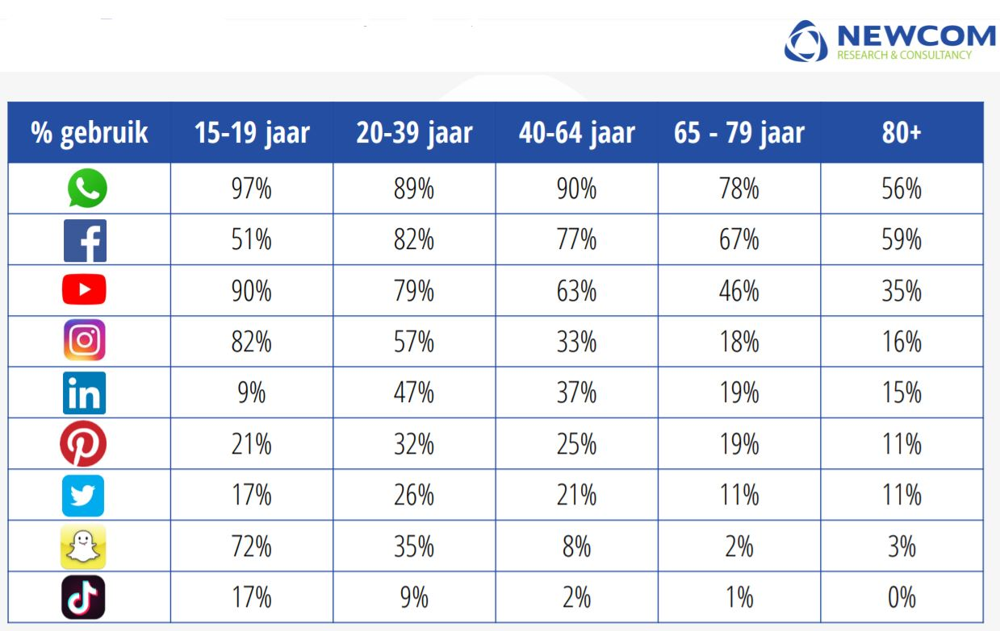 NEWCOM
RESEARCH & CONSULTANCY
% gebruik 15-19 jaar 20-39 jaar 40-64 jaar 65 - 79 jaar 80+
97% 89% 90% 78% 56%
51% 82% 77% 67% 59%
90% 79% 63% 46% 35%
82% 57% 33% 18% 16%
in 9% 47% 37% 19% 15%
21% 32% 25% 19% 11%
17% 26% 21% 11% 11%
72% 35% 8% 2% 3%
17% 9% 2% 1% 0%